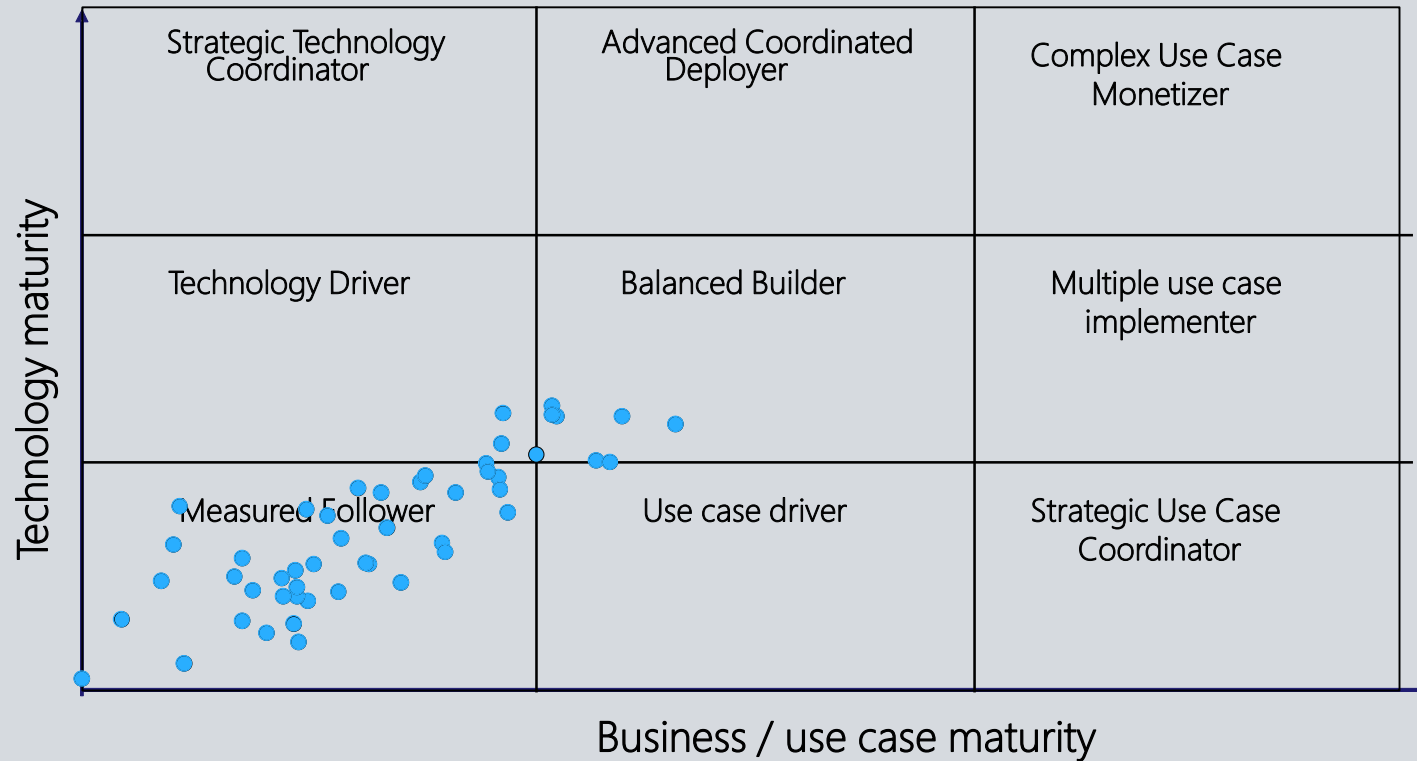 Strategic Technology
Coordinator
Advanced Coordinated
Deployer
Complex Use Case
Monetizer
Technology Driver
Balanced Builder
Multiple use case
implementer
Measured Follower
Use case driver
Strategic Use Case
Coordinator
Technology maturity
Business / use case maturity